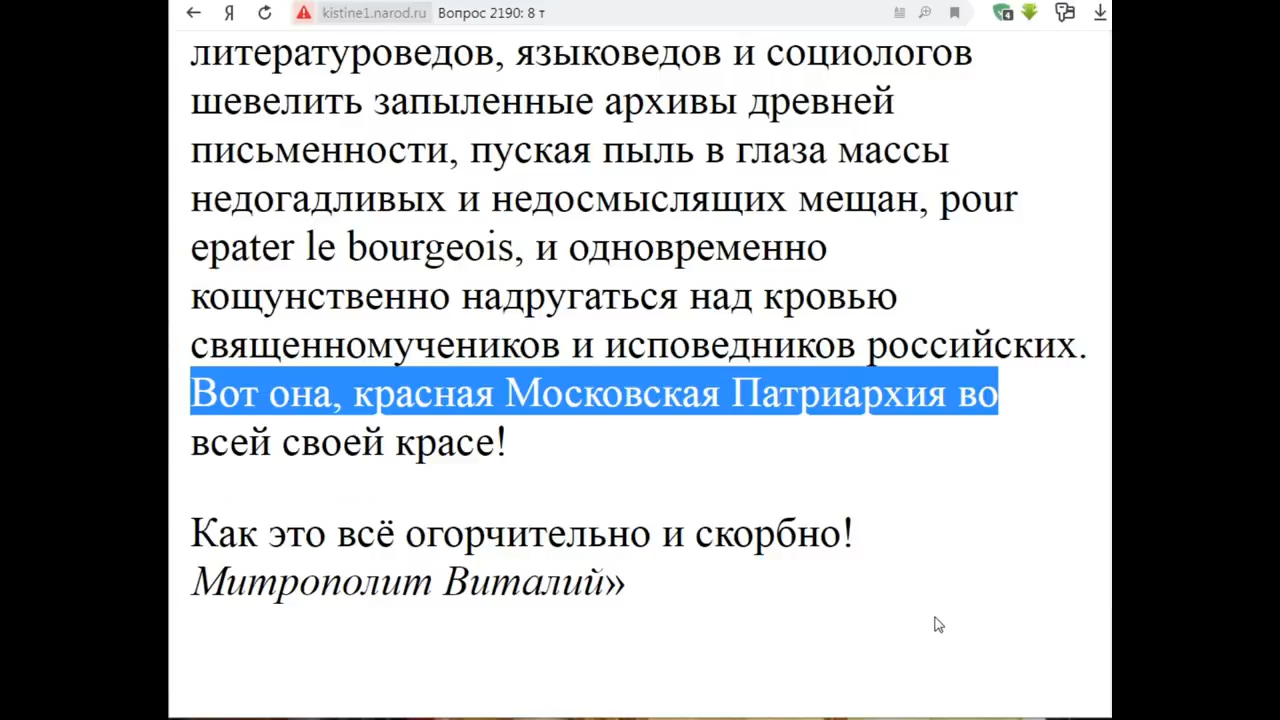 Я kistine1.narod.ru Вопрос 2190: 8 т 4
литературоведов, языковедов и социологов
шевелить запыленные архивы древней
письменности, пуская пыль в глаза массы
недогадливых и недосмыслящих мещан, pour
epater le bourgeois, и одновременно
кощунственно надругаться над кровью
священномучеников и исповедников российских.
Вот она, красная Московская Патриархия во
всей своей красе!
Как это всё огорчительно и скорбно!
Митрополит Виталий»